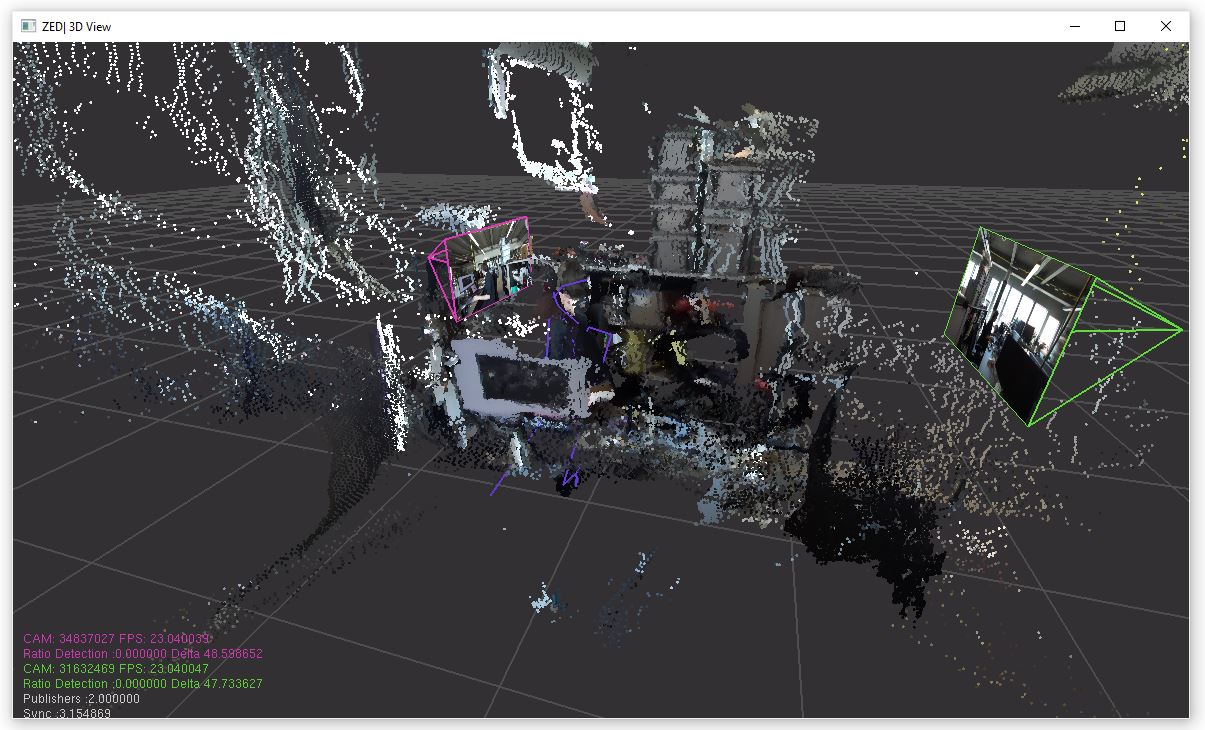 ZED| 3D View
CAM: 34837027 FPS: 23.040039
Ratio Detection :0.000000 Delta 48.598652
CAM: 31632469 FPS: 23.040047
Ratio Detection :0.000000 Delta 47.733627
Publishers :2.000000
Sync :3.154869